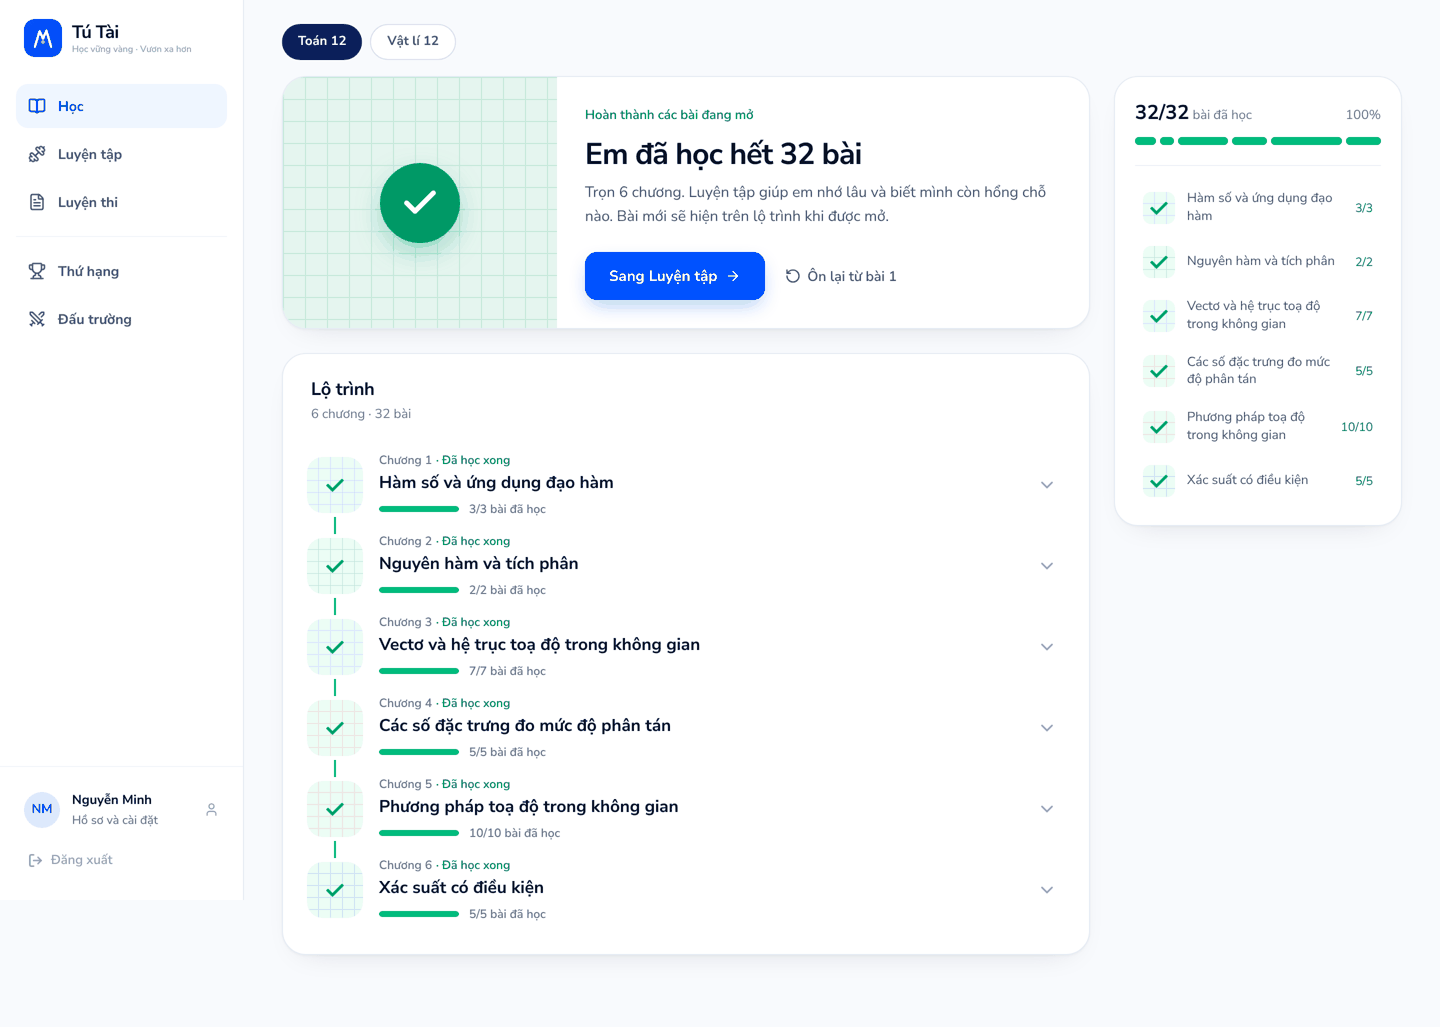 Tú Tài
Học vững vàng · Vươn xa hơn
Học
Luyện tập
Luyện thi
Thứ hạng
Đấu trường
NM
Nguyễn Minh
Hồ sơ và cài đặt
Đăng xuất
Toán 12
Vật lí 12
Hoàn thành các bài đang mở
Em đã học hết 32 bài
Trọn 6 chương. Luyện tập giúp em nhớ lâu và biết mình còn hổng chỗ
nào. Bài mới sẽ hiện trên lộ trình khi được mở.
Sang Luyện tập
Ôn lại từ bài 1
Lộ trình
6 chương · 32 bài
Chương 1 · Đã học xong
Hàm số và ứng dụng đạo hàm
3/3 bài đã học
Chương 2 · Đã học xong
Nguyên hàm và tích phân
2/2 bài đã học
Chương 3 · Đã học xong
Vectơ và hệ trục toạ độ trong không gian
7/7 bài đã học
Chương 4 · Đã học xong
Các số đặc trưng đo mức độ phân tán
5/5 bài đã học
Chương 5 · Đã học xong
Phương pháp toạ độ trong không gian
10/10 bài đã học
Chương 6 · Đã học xong
Xác suất có điều kiện
5/5 bài đã học
32/32 bài đã học 100%
Hàm số và ứng dụng đạo
hàm
3/3
Nguyên hàm và tích phân 2/2
Vectơ và hệ trục toạ độ
trong không gian
7/7
Các số đặc trưng đo mức
độ phân tán
5/5
Phương pháp toạ độ
trong không gian
10/10
Xác suất có điều kiện 5/5